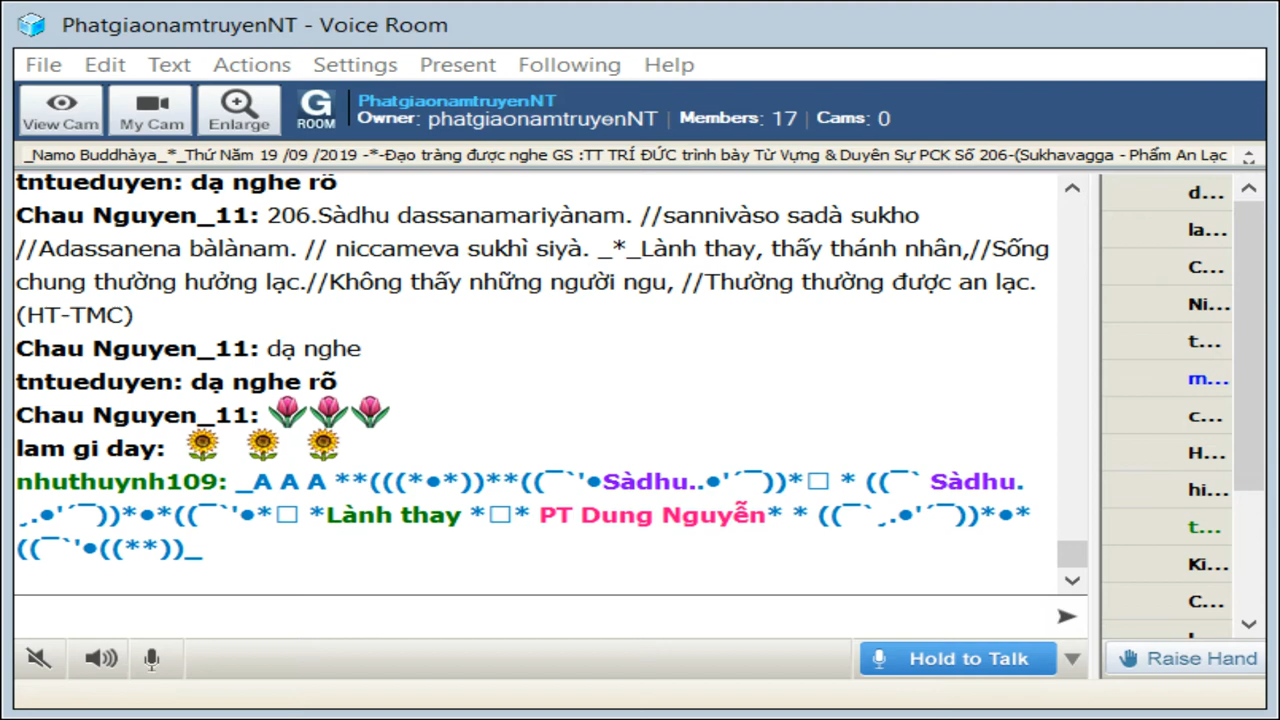 PhatgiaonamtruyenNT - Voice Room
File Edit Text Actions Settings Present Following Help
View Cam My Cam Enlarge G ROOM
PhatgiaonamtruyenNT
Owner: phatgiaonamtruyenNT Members: 17 Cams: 0
_Namo Buddhàya_*_Thứ Năm 19 /09 /2019 -*-Đạo tràng được nghe GS :TT TRÍ ĐỨC trình bày Từ Vựng & Duyên Sự PCK Số 206-(Sukhavagga - Phẩm An Lạc
tntueduyen: dạ nghe rõ
Chau Nguyen_11: 206.Sàdhu dassanamariyànam. //sannivàso sadà sukho
//Adassanena bàlànam. // niccameva sukhì siyà. _*_Lành thay, thấy thánh nhân,//Sống
chung thường hưởng lạc.//Không thấy những người ngu, //Thường thường được an lạc.
(HT-TMC)
Chau Nguyen_11: dạ nghe
tntueduyen: dạ nghe rõ
Chau Nguyen_11:
lam gi day:
nhuthuynh109: _A A A **(((*●*))**((¯`'●Sàdhu..●'´¯))*□ * ((¯` Sàdhu.
¸.●'´¯))*●*((¯`'●*□ *Lành thay *□* PT Dung Nguyễn* * ((¯`¸.●'´¯))*●*
((¯`'●((**))_
d...
la...
C...
Ni...
t...
m...
c...
H...
hi...
t...
Ki...
C...
Hold to Talk
Raise Hand